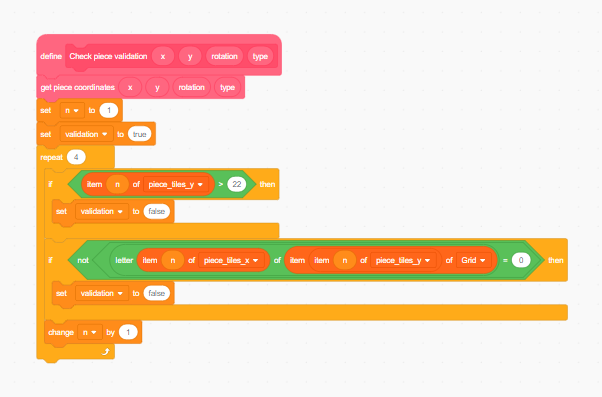 define Check piece validation x y rotation type
get piece coordinates x y rotation type
set n to 1
set validation to true
repeat 4
if item n of piece_tiles_y > 22 then
set validation to false
if not letter item n of piece_tiles_x of item item n of piece_tiles_y of Grid = 0 then
set validation to false
change n by 1